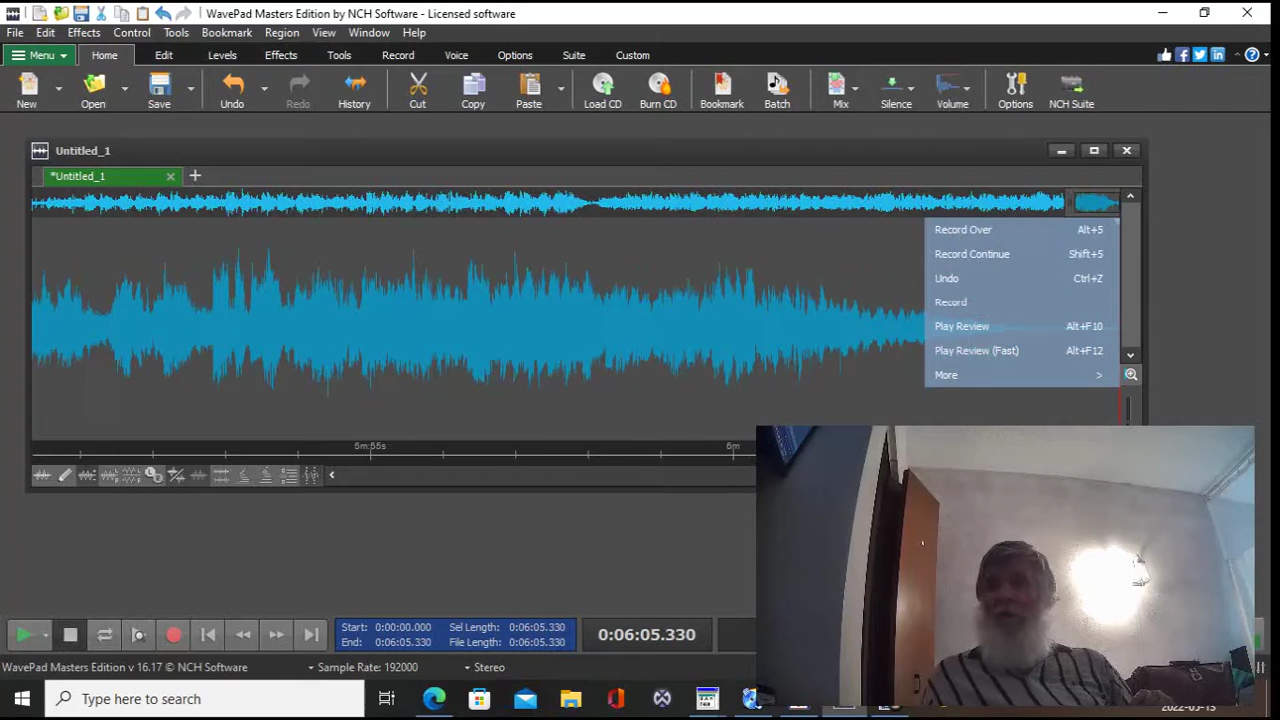 WavePad Masters Edition by NCH Software - Licensed software
File Edit Effects Control Tools Bookmark Region View Window Help
Menu Home Edit Levels Effects Tools Record Voice Options Suite Custom
New Open Save Undo Redo History Cut Copy Paste Load CD Burn CD Bookmark Batch Mix Silence Volume Options NCH Suite
Untitled_1
*Untitled_1
Record Over Alt+5
Record Continue Shift+5
Undo Ctrl+Z
Record
Play Review Alt+F10
Play Review (Fast) Alt+F12
More >
5m:55s 6m
Start: 0:00:00.000 Sel Length: 0:06:05.330
End: 0:06:05.330 File Length: 0:06:05.330
0:06:05.330
WavePad Masters Edition v 16.17 © NCH Software Sample Rate: 192000 Stereo
Type here to search